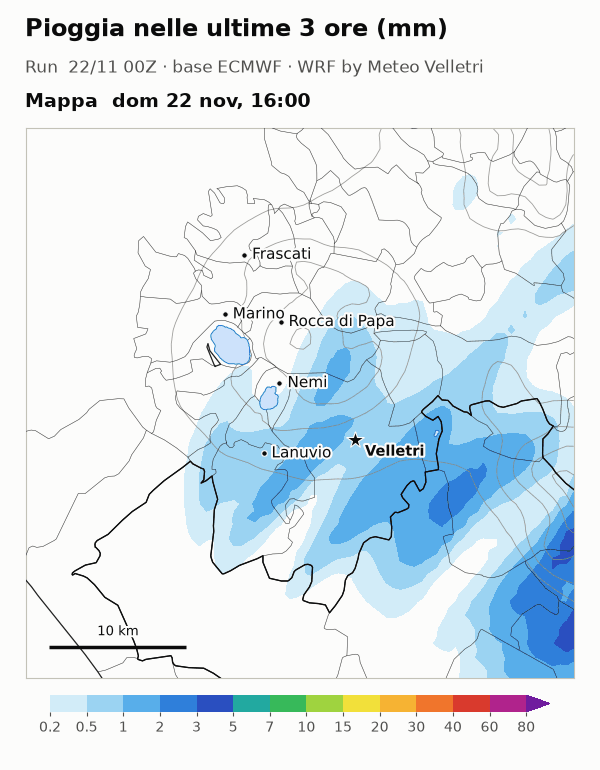 Pioggia nelle ultime 3 ore (mm)
Run  22/11 00Z · base ECMWF · WRF by Meteo Velletri
Mappa  dom 22 nov, 16:00
Frascati
Marino
Rocca di Papa
Nemi
Velletri
Lanuvio
10 km
0.2 0.5 1 2 3 5 7 10 15 20 30 40 60 80